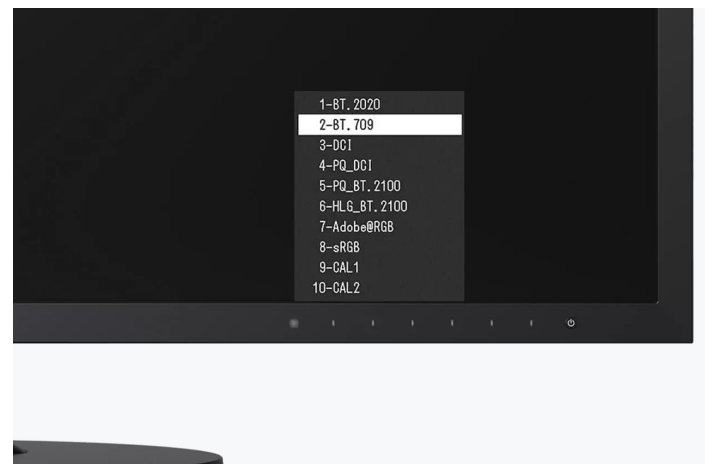 1-BT.2020
2-BT.709
3-DCI
4-PQ_DCI
5-PQ_BT.2100
6-HLG_BT.2100
7-Adobe®RGB
8-sRGB
9-CAL1
10-CAL2